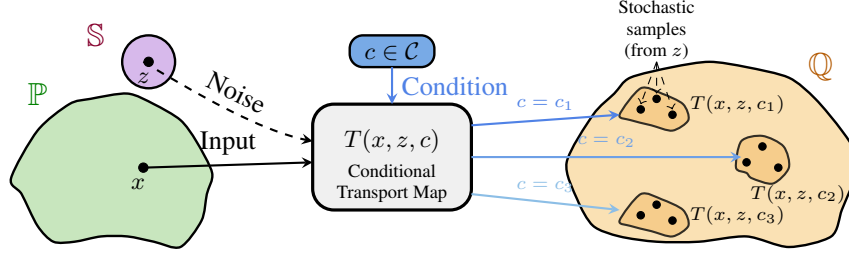 Stochastic
samples
(from z)
𝕊
ℙ
ℚ
z
Noise
c ∈ 𝒞
Condition
c = c₁
T(x, z, c₁)
Input
x
T(x, z, c)
Conditional
Transport Map
c = c₂
T(x, z, c₂)
c = c₃
T(x, z, c₃)